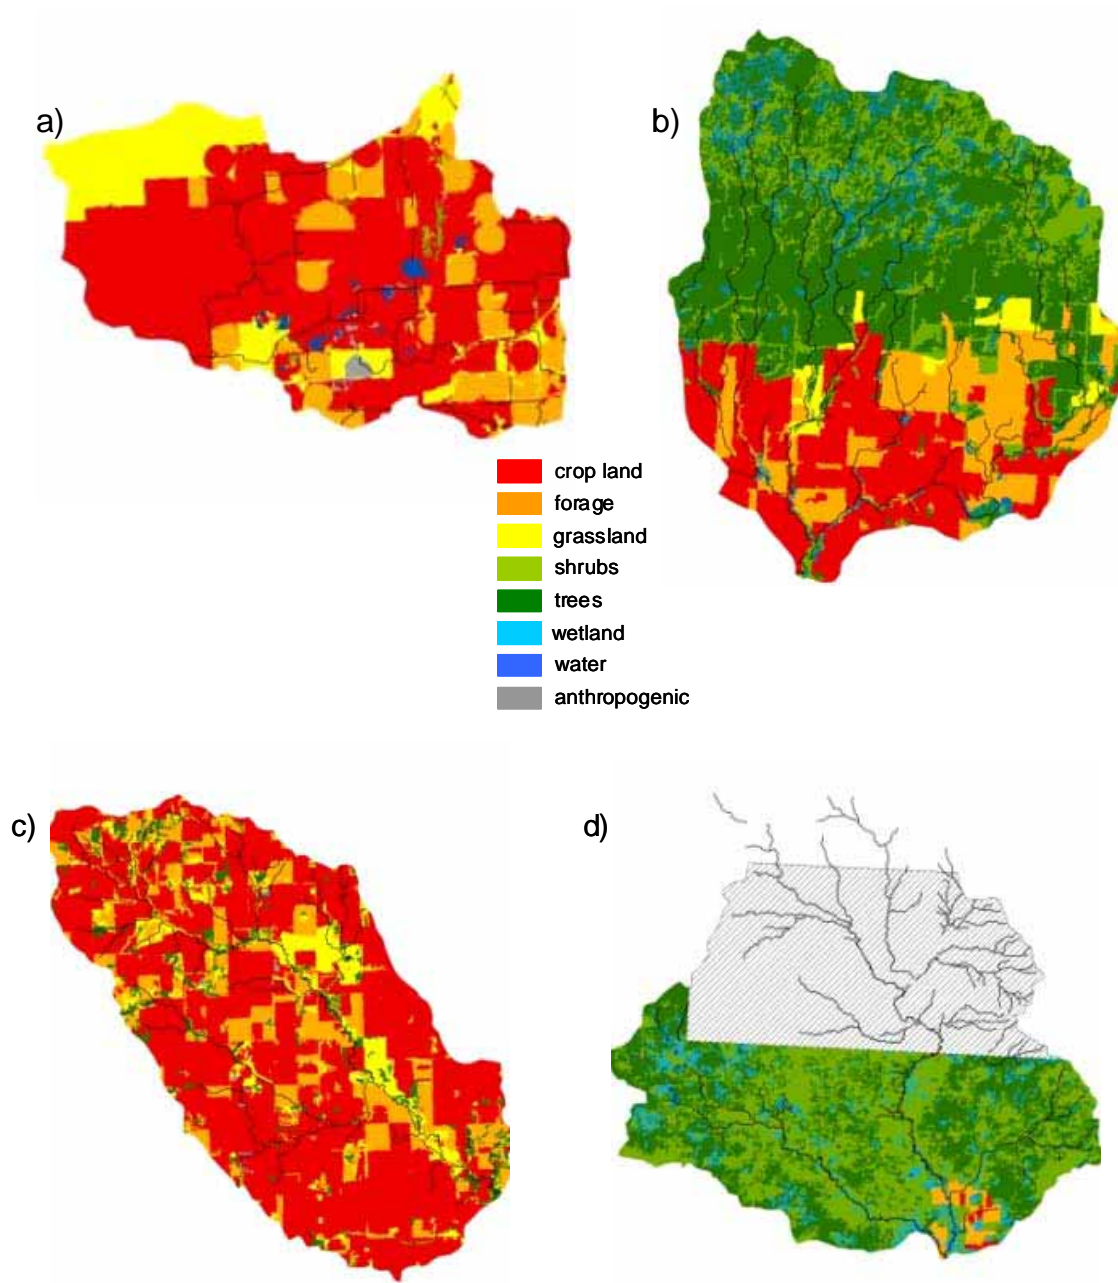 a)
b)
crop land
forage
grassland
shrubs
trees
wetland
water
anthropogenic
c)
d)